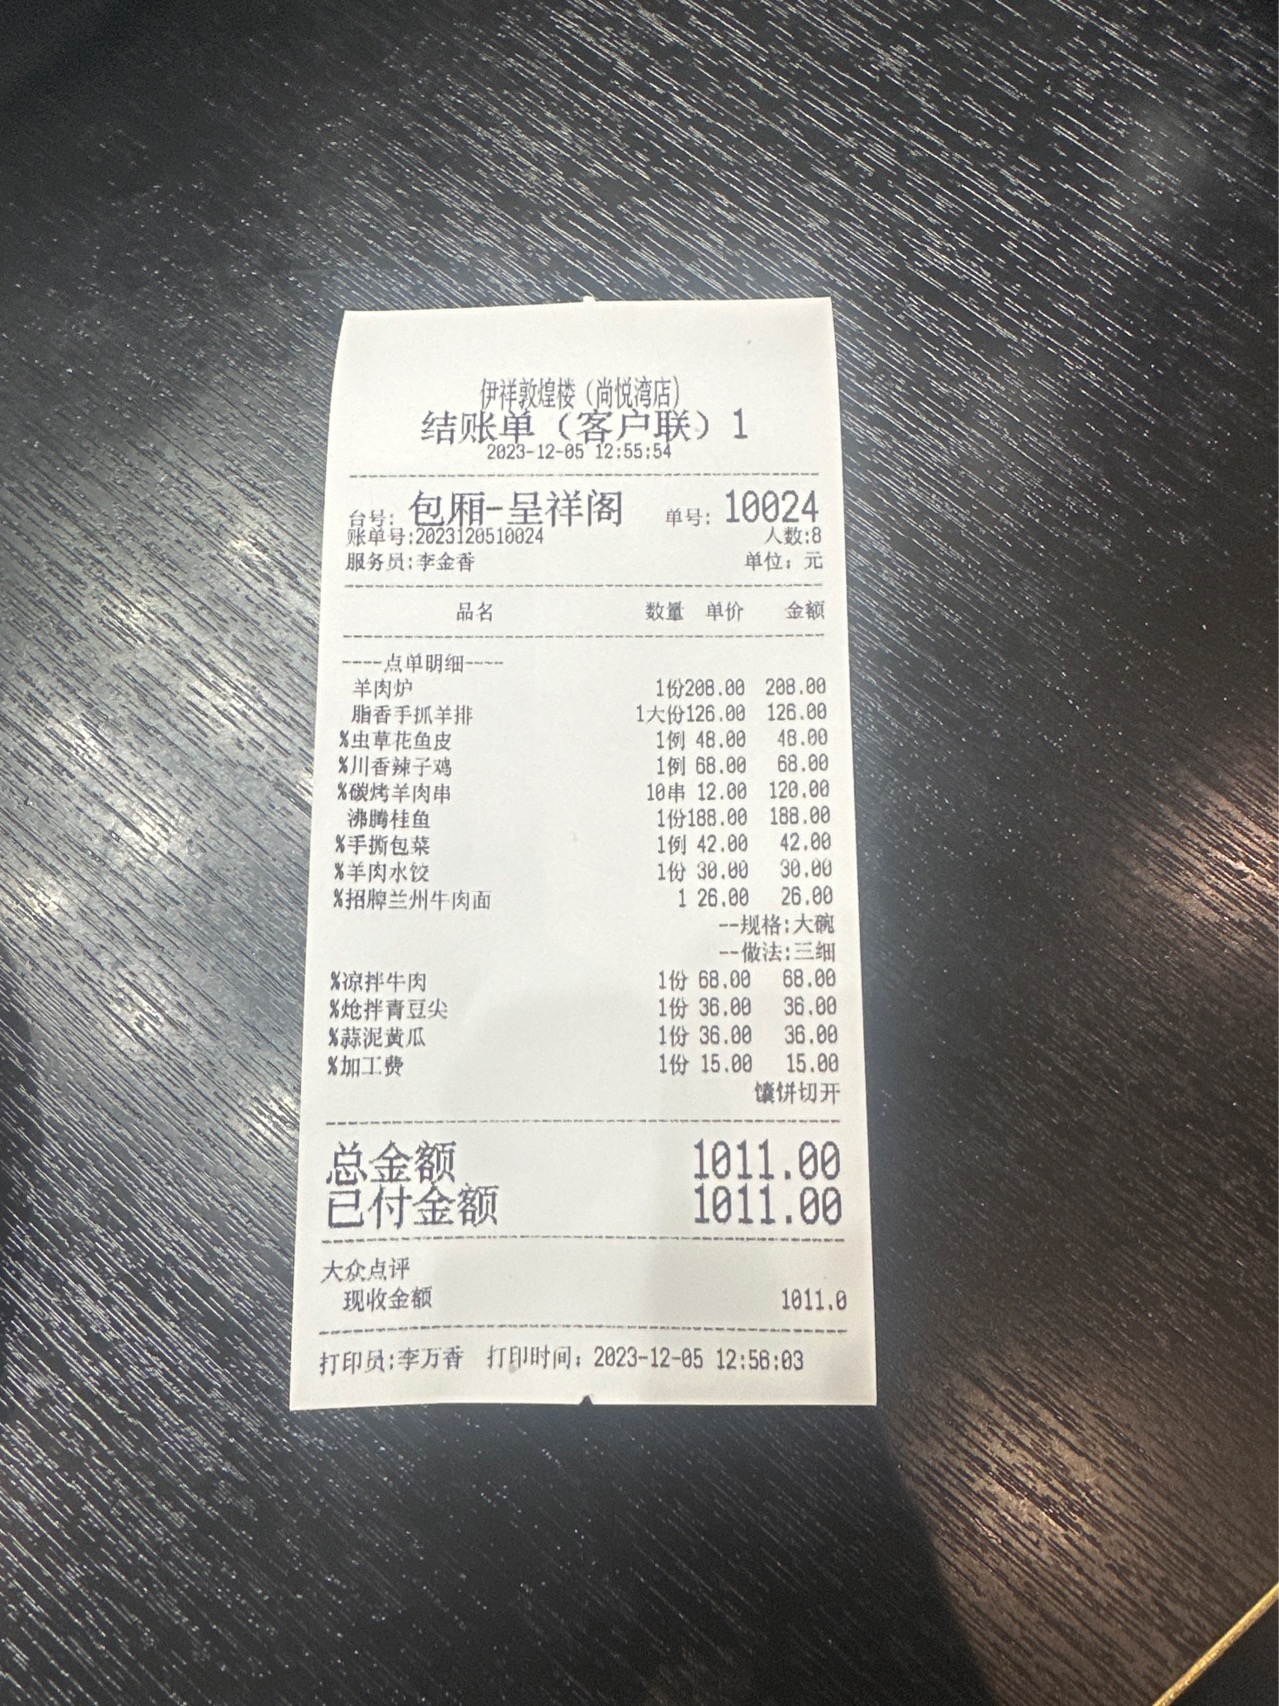 伊祥敦煌楼（尚悦湾店）
结账单（客户联）1
2023-12-05 12:55:54
台号: 包厢-呈祥阁 单号: 10024
账单号:2023120510024 人数:8
服务员:李金香 单位: 元
品名 数量 单价 金额
----点单明细----
羊肉炉 1份208.00 208.00
脂香手抓羊排 1大份126.00 126.00
%虫草花鱼皮 1例 48.00 48.00
%川香辣子鸡 1例 68.00 68.00
%碳烤羊肉串 10串 12.00 120.00
沸腾桂鱼 1份188.00 188.00
%手撕包菜 1例 42.00 42.00
%羊肉水饺 1份 30.00 30.00
%招牌兰州牛肉面 1 26.00 26.00
--规格:大碗
--做法:三细
%凉拌牛肉 1份 68.00 68.00
%炝拌青豆尖 1份 36.00 36.00
%蒜泥黄瓜 1份 36.00 36.00
%加工费 1份 15.00 15.00
馕饼切开
总金额 1011.00
已付金额 1011.00
大众点评
现收金额 1011.0
打印员:李万香 打印时间: 2023-12-05 12:56:03